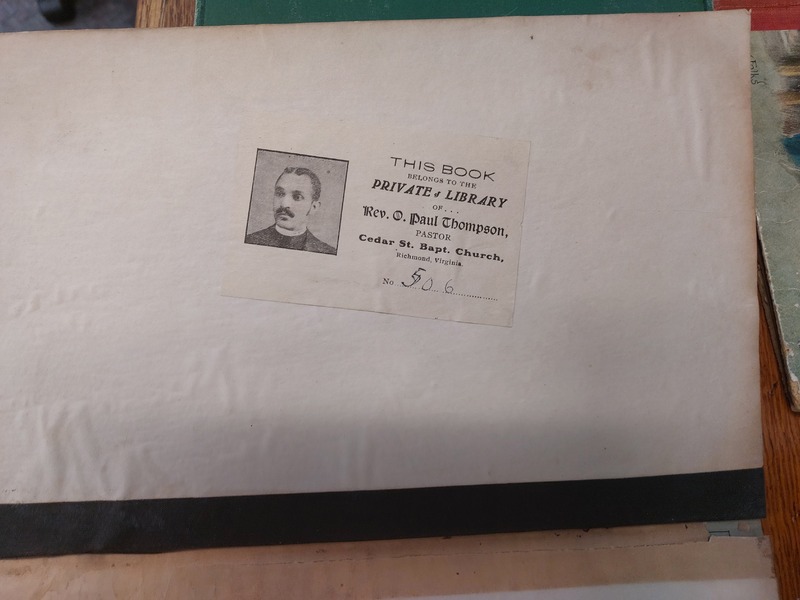 THIS BOOK
BELONGS TO THE
PRIVATE LIBRARY
OF...
Rev. O. Paul Thompson,
PASTOR
Cedar St. Bapt. Church,
Richmond, Virginia.
No 506